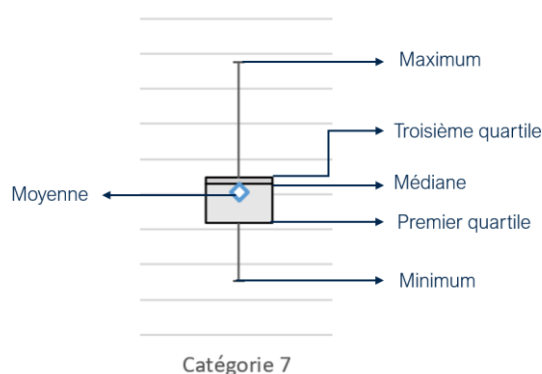 Maximum
Troisième quartile
Moyenne
Médiane
Premier quartile
Minimum
Catégorie 7